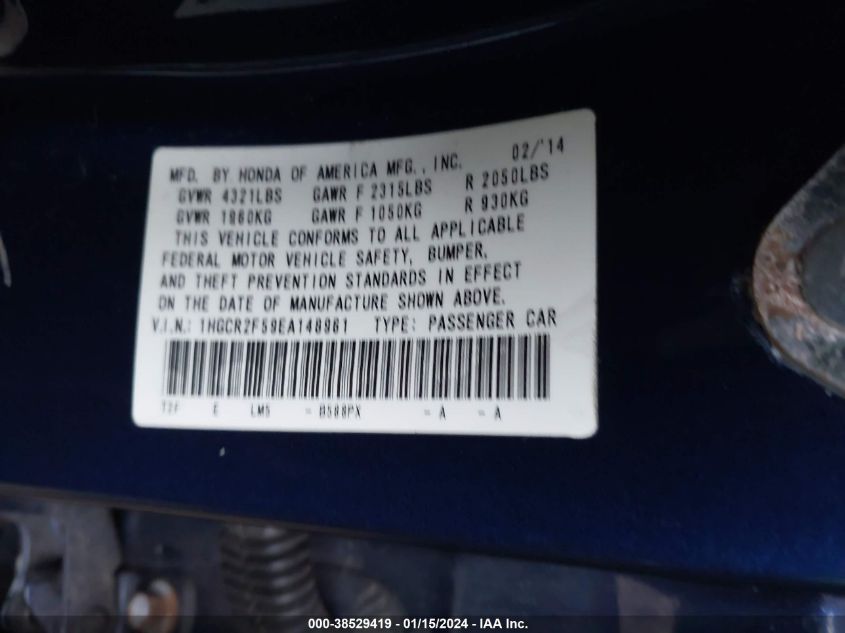 MFD. BY HONDA OF AMERICA MFG., INC. 02/'14
GVWR 4321LBS GAWR F 2315LBS R 2050LBS
GVWR 1960KG GAWR F 1050KG R 930KG
THIS VEHICLE CONFORMS TO ALL APPLICABLE
FEDERAL MOTOR VEHICLE SAFETY, BUMPER,
AND THEFT PREVENTION STANDARDS IN EFFECT
ON THE DATE OF MANUFACTURE SHOWN ABOVE.
V.I.N.: 1HGCR2F59EA148961 TYPE: PASSENGER CAR
E LM5 = B588PX = A = A
000-38529419 - 01/15/2024 - IAA Inc.